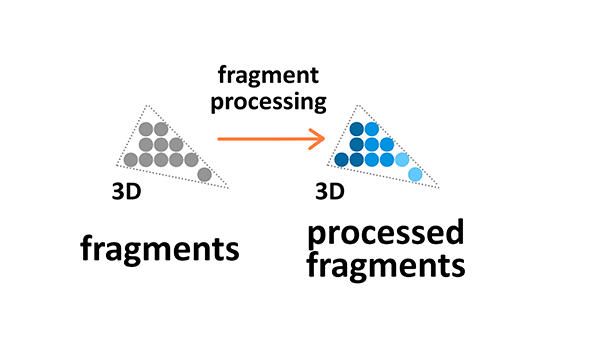 fragment
processing
3D
3D
fragments
processed
fragments